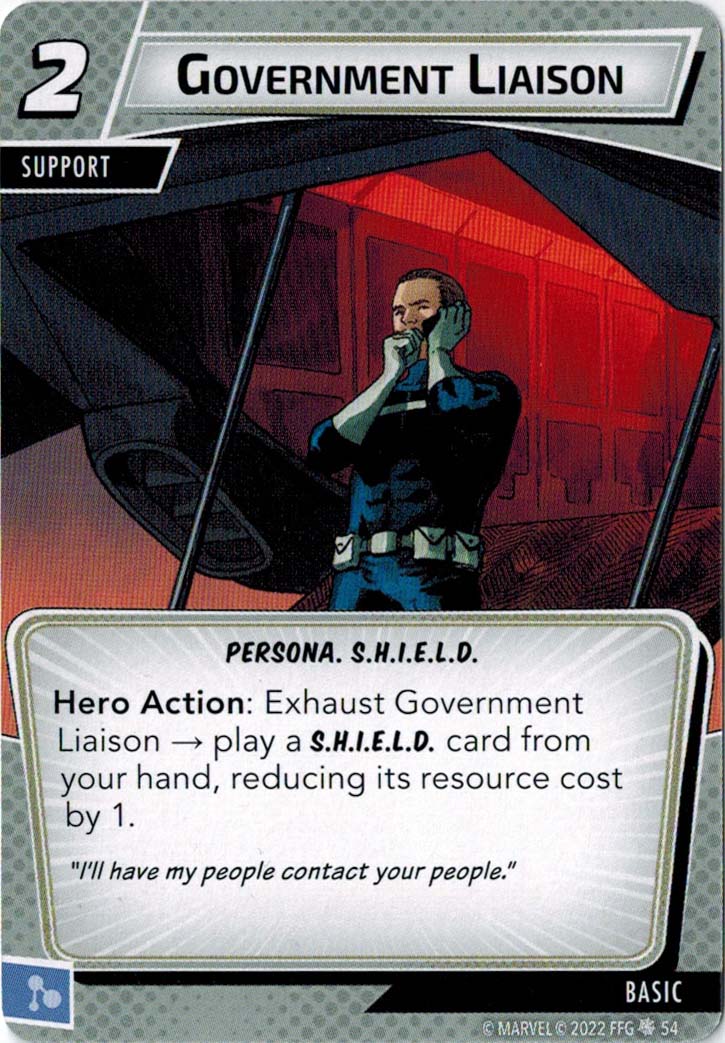 2
GOVERNMENT LIAISON
SUPPORT
PERSONA. S.H.I.E.L.D.
Hero Action: Exhaust Government
Liaison → play a S.H.I.E.L.D. card from
your hand, reducing its resource cost
by 1.
"I'll have my people contact your people."
BASIC
© MARVEL © 2022 FFG 54